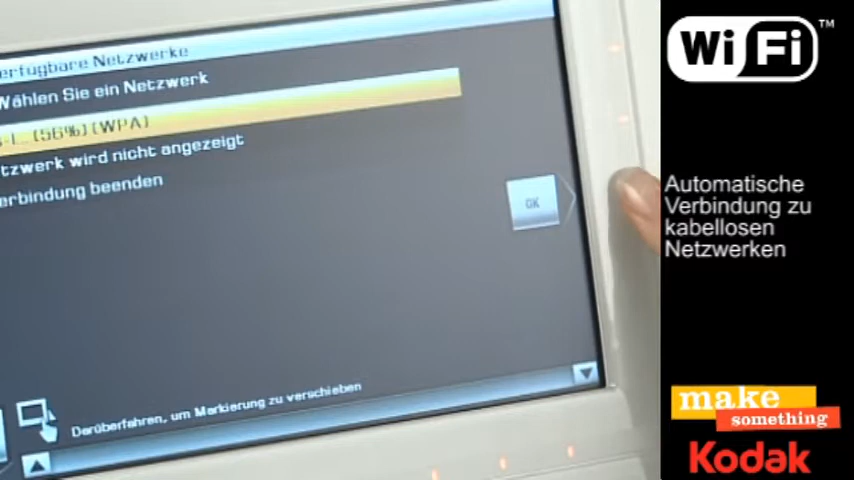 erfügbare Netzwerke
Wählen Sie ein Netzwerk
(56%) (WPA)
tzwerk wird nicht angezeigt
erbindung beenden
OK
Darüberfahren, um Markierung zu verschieben
WiFi™
Automatische
Verbindung zu
kabellosen
Netzwerken
make
something
Kodak